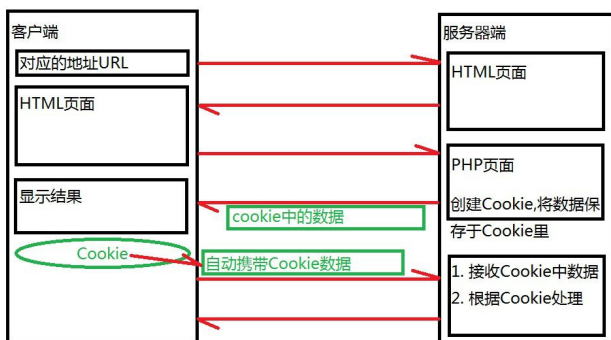 客户端
对应的地址URL
HTML页面
显示结果
Cookie
cookie中的数据
自动携带Cookie数据
服务器端
HTML页面
PHP页面
创建Cookie,将数据保
存于Cookie里
1. 接收Cookie中数据
2. 根据Cookie处理